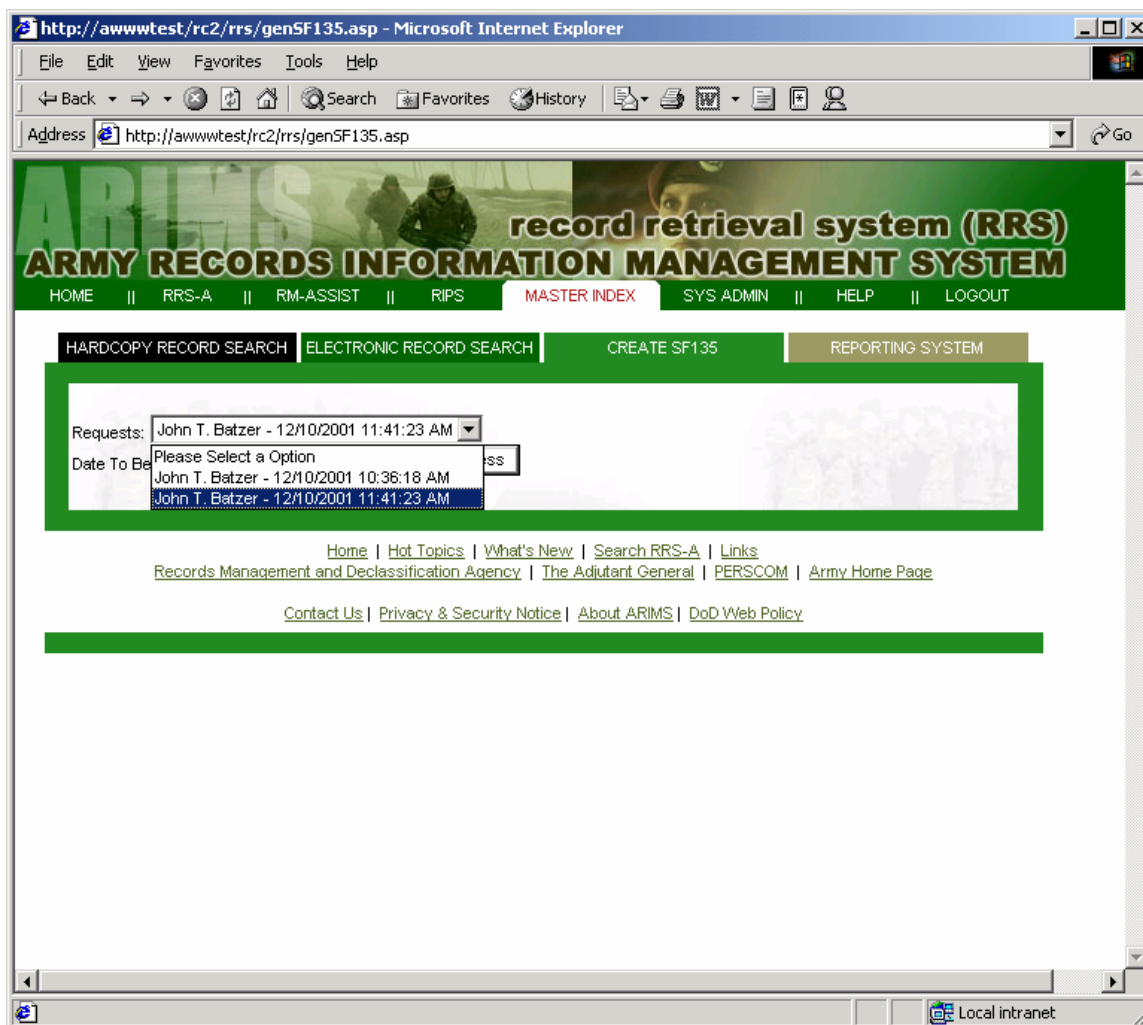 http://awwwtest/rc2/rrs/genSF135.asp - Microsoft Internet Explorer
File Edit View Favorites Tools Help
Back Search Favorites History
Address http://awwwtest/rc2/rrs/genSF135.asp Go
ARIMS
record retrieval system (RRS)
ARMY RECORDS INFORMATION MANAGEMENT SYSTEM
HOME || RRS-A || RM-ASSIST || RIPS MASTER INDEX SYS ADMIN || HELP || LOGOUT
HARDCOPY RECORD SEARCH ELECTRONIC RECORD SEARCH CREATE SF135 REPORTING SYSTEM
Requests: John T. Batzer - 12/10/2001 11:41:23 AM
Please Select a Option
Date To Be ss
John T. Batzer - 12/10/2001 10:36:18 AM
John T. Batzer - 12/10/2001 11:41:23 AM
Home | Hot Topics | What's New | Search RRS-A | Links
Records Management and Declassification Agency | The Adjutant General | PERSCOM | Army Home Page
Contact Us | Privacy & Security Notice | About ARIMS | DoD Web Policy
Local intranet